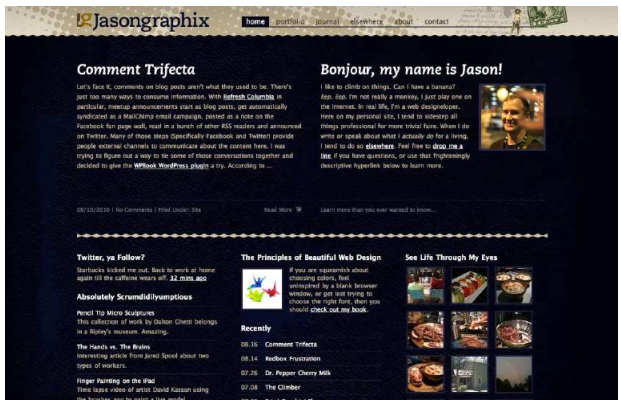 Jasongraphix
home portfolio journal elsewhere about contact
Comment Trifecta
Let's face it, comments on blog posts aren't what they used to be. There's
just too many ways to consume information. With Refresh Columbia in
particular, meetup announcements start as blog posts, get automatically
syndicated as a MailChimp email campaign, posted as a note on the
Facebook fan page wall, read in a bunch of other RSS readers and announced
on Twitter. Many of those steps (Specifically Facebook and Twitter) provide
people external channels to communicate about the content here. I was
trying to figure out a way to tie some of those conversations together and
decided to give the WPBook WordPress plugin a try. According to ...
08/15/2010 | No Comments | Filed Under: Site
Read More
Bonjour, my name is Jason!
I like to climb on things. Can I have a banana?
Eep. Eep. I'm not really a monkey, I just play one on
the Internet. In real life, I'm a web designeloper.
Here on my personal site, I tend to sidestep all
things professional for more trivial faire. When I do
write or speak about what I actually do for a living,
I tend to do so elsewhere. Feel free to drop me a
line if you have questions, or use that frighteningly
descriptive hyperlink below to learn more.
Learn more than you ever wanted to know...
Twitter, ya Follow?
Starbucks kicked me out. Back to work at home
again till the caffeine wears off. 32 mins ago
Absolutely Scrumdidilyumptious
Pencil Tip Micro Sculptures
This collection of work by Dalton Ghetti belongs
in a Ripley's museum. Amazing.
The Hands vs. The Brains
Interesting article from Jared Spool about two
types of workers.
Finger Painting on the iPad
Time lapse video of artist David Kassan using
The Principles of Beautiful Web Design
If you are squeamish about
choosing colors, feel
uninspired by a blank browser
window, or get lost trying to
choose the right font, then you
should check out my book.
Recently
08.16 Comment Trifecta
08.14 Redbox Frustration
07.26 Dr. Pepper Cherry Milk
07.08 The Climber
See Life Through My Eyes